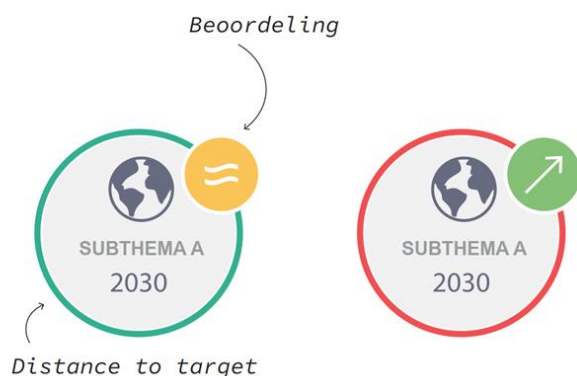 Beoordeling
SUBTHEMA A
2030
SUBTHEMA A
2030
Distance to target